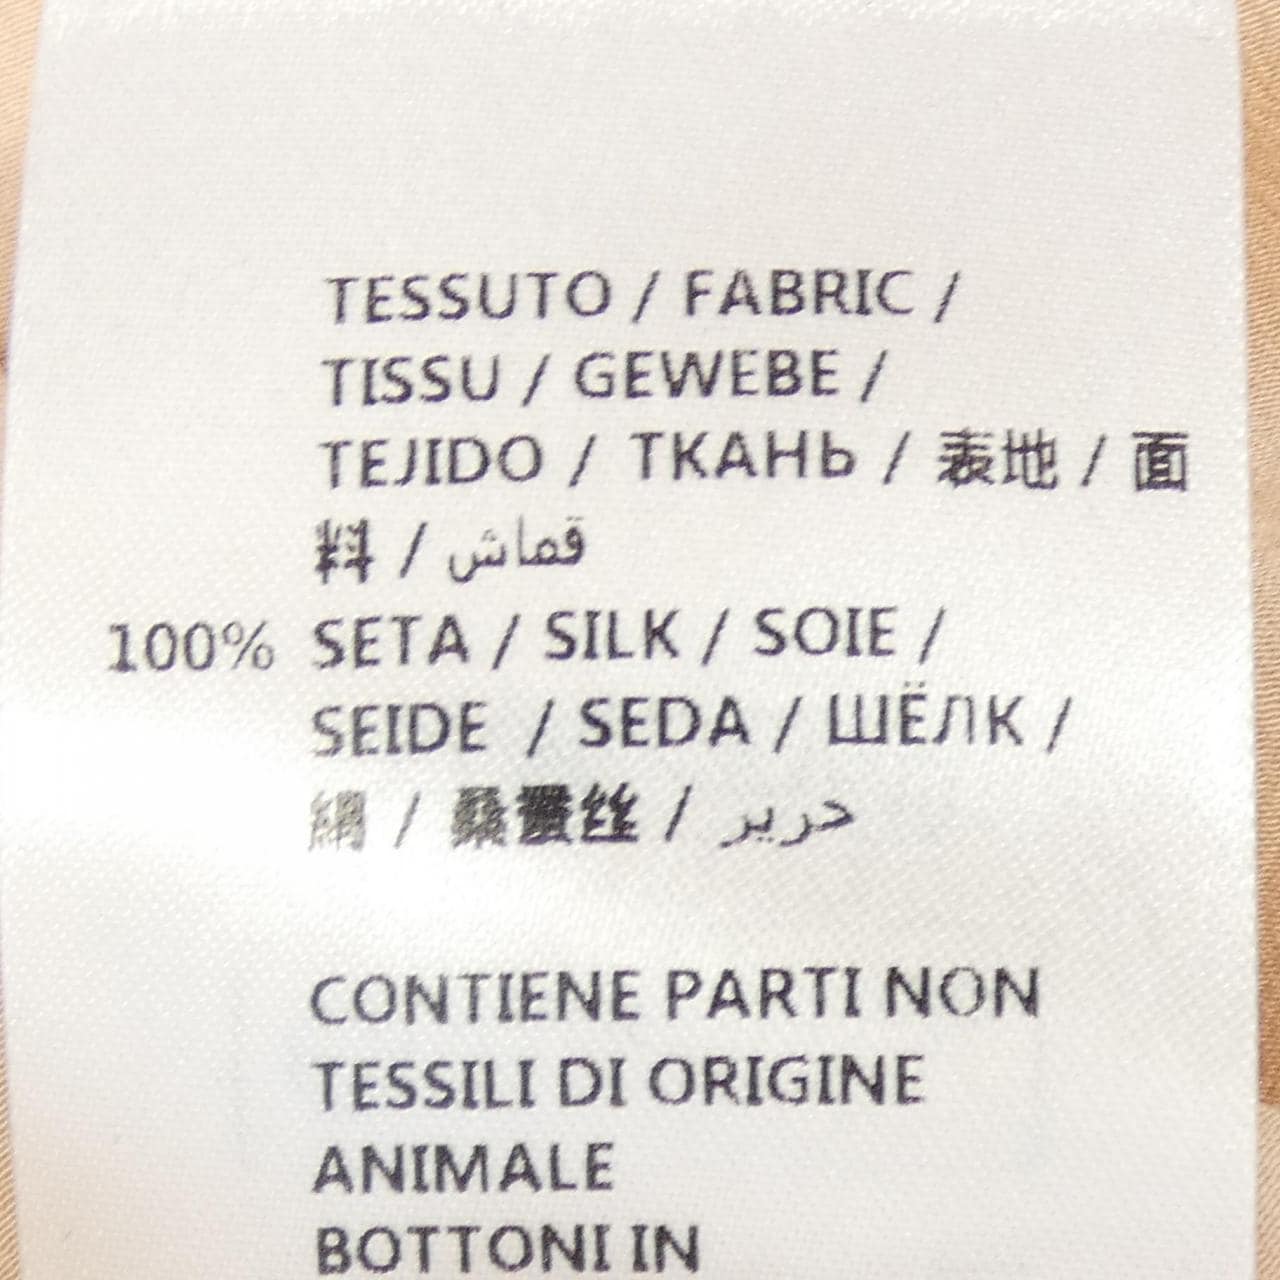 TESSUTO / FABRIC /
TISSU / GEWEBE /
TEJIDO / ТКАНЬ / 表地 / 面
料 / قماش
100% SETA / SILK / SOIE /
SEIDE / SEDA / ШЁЛК /
絹 / 桑蚕丝 / حرير
CONTIENE PARTI NON
TESSILI DI ORIGINE
ANIMALE
BOTTONI IN